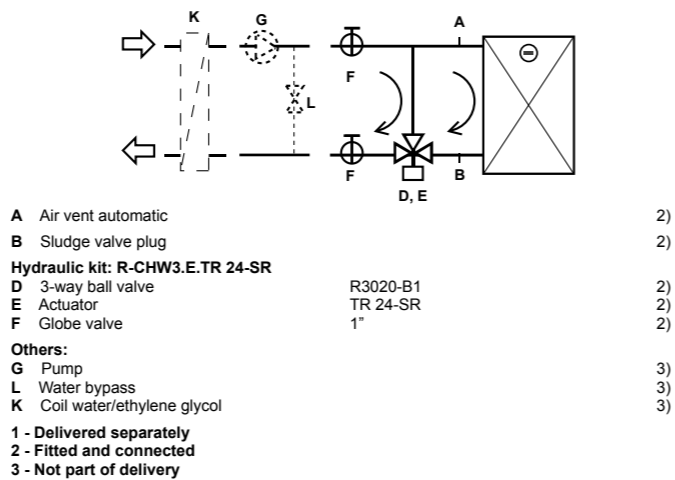 K
G
A
F
L
F
B
D, E
A Air vent automatic 2)
B Sludge valve plug 2)
Hydraulic kit: R-CHW3.E.TR 24-SR
D 3-way ball valve R3020-B1 2)
E Actuator TR 24-SR 2)
F Globe valve 1” 2)
Others:
G Pump 3)
L Water bypass 3)
K Coil water/ethylene glycol 3)
1 - Delivered separately
2 - Fitted and connected
3 - Not part of delivery